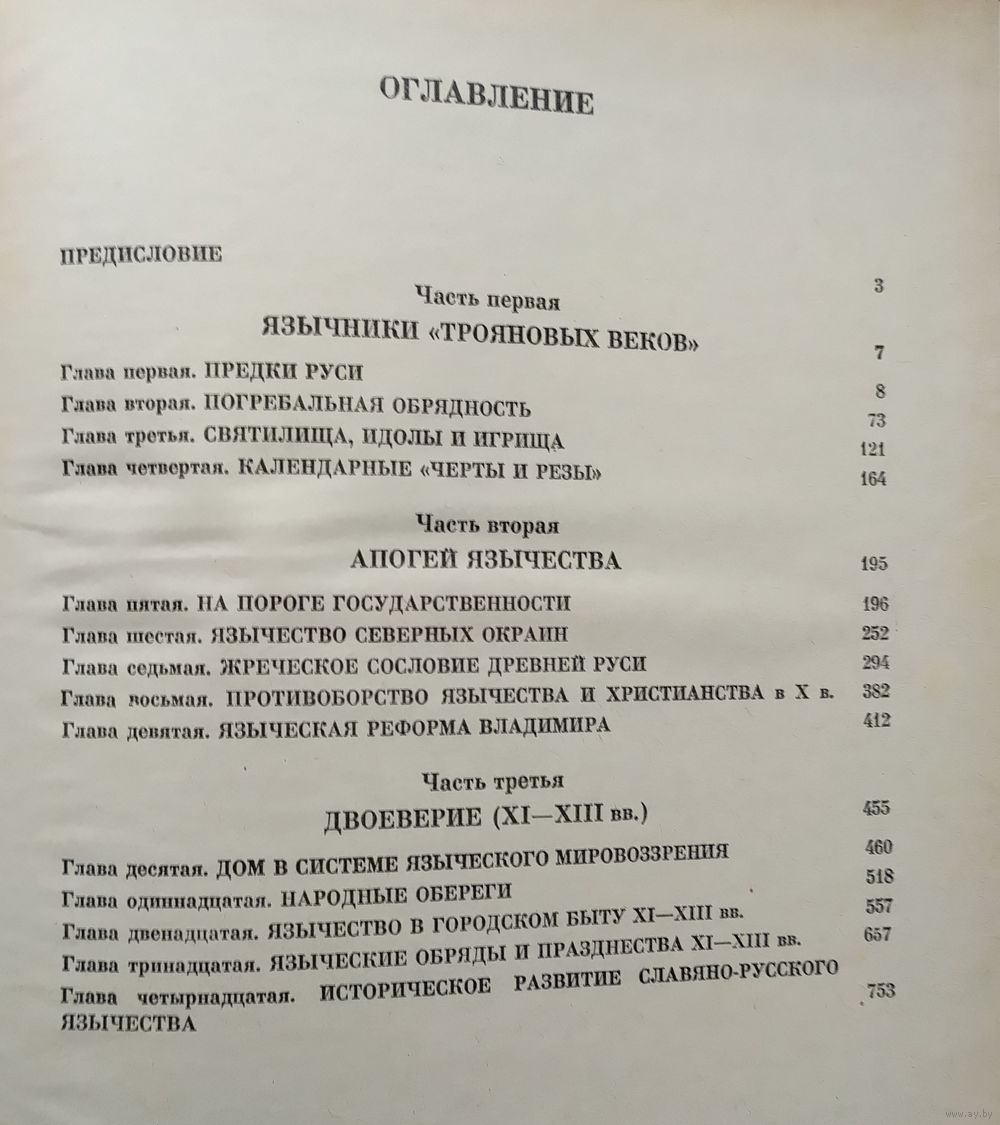 ОГЛАВЛЕНИЕ
ПРЕДИСЛОВИЕ 3
Часть первая
ЯЗЫЧНИКИ «ТРОЯНОВЫХ ВЕКОВ» 7
Глава первая. ПРЕДКИ РУСИ 8
Глава вторая. ПОГРЕБАЛЬНАЯ ОБРЯДНОСТЬ 73
Глава третья. СВЯТИЛИЩА, ИДОЛЫ И ИГРИЩА 121
Глава четвертая. КАЛЕНДАРНЫЕ «ЧЕРТЫ И РЕЗЫ» 164
Часть вторая
АПОГЕЙ ЯЗЫЧЕСТВА 195
Глава пятая. НА ПОРОГЕ ГОСУДАРСТВЕННОСТИ 196
Глава шестая. ЯЗЫЧЕСТВО СЕВЕРНЫХ ОКРАИН 252
Глава седьмая. ЖРЕЧЕСКОЕ СОСЛОВИЕ ДРЕВНЕЙ РУСИ 294
Глава восьмая. ПРОТИВОБОРСТВО ЯЗЫЧЕСТВА И ХРИСТИАНСТВА в X в. 382
Глава девятая. ЯЗЫЧЕСКАЯ РЕФОРМА ВЛАДИМИРА 412
Часть третья
ДВОЕВЕРИЕ (XI—XIII вв.) 455
Глава десятая. ДОМ В СИСТЕМЕ ЯЗЫЧЕСКОГО МИРОВОЗЗРЕНИЯ 460
Глава одиннадцатая. НАРОДНЫЕ ОБЕРЕГИ 518
Глава двенадцатая. ЯЗЫЧЕСТВО В ГОРОДСКОМ БЫТУ XI—XIII вв. 557
Глава тринадцатая. ЯЗЫЧЕСКИЕ ОБРЯДЫ И ПРАЗДНЕСТВА XI—XIII вв. 657
Глава четырнадцатая. ИСТОРИЧЕСКОЕ РАЗВИТИЕ СЛАВЯНО-РУССКОГО
ЯЗЫЧЕСТВА 753
www.ay.by